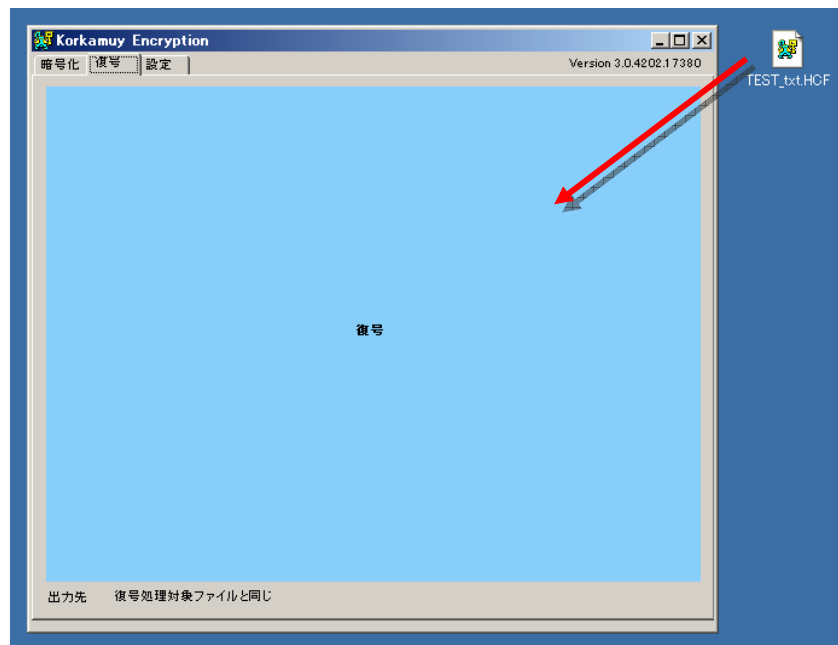 Korkamuy Encryption
暗号化 復号 設定
Version 3.0.4202.17380
TEST_txt.HCF
復号
出力先 復号処理対象ファイルと同じ